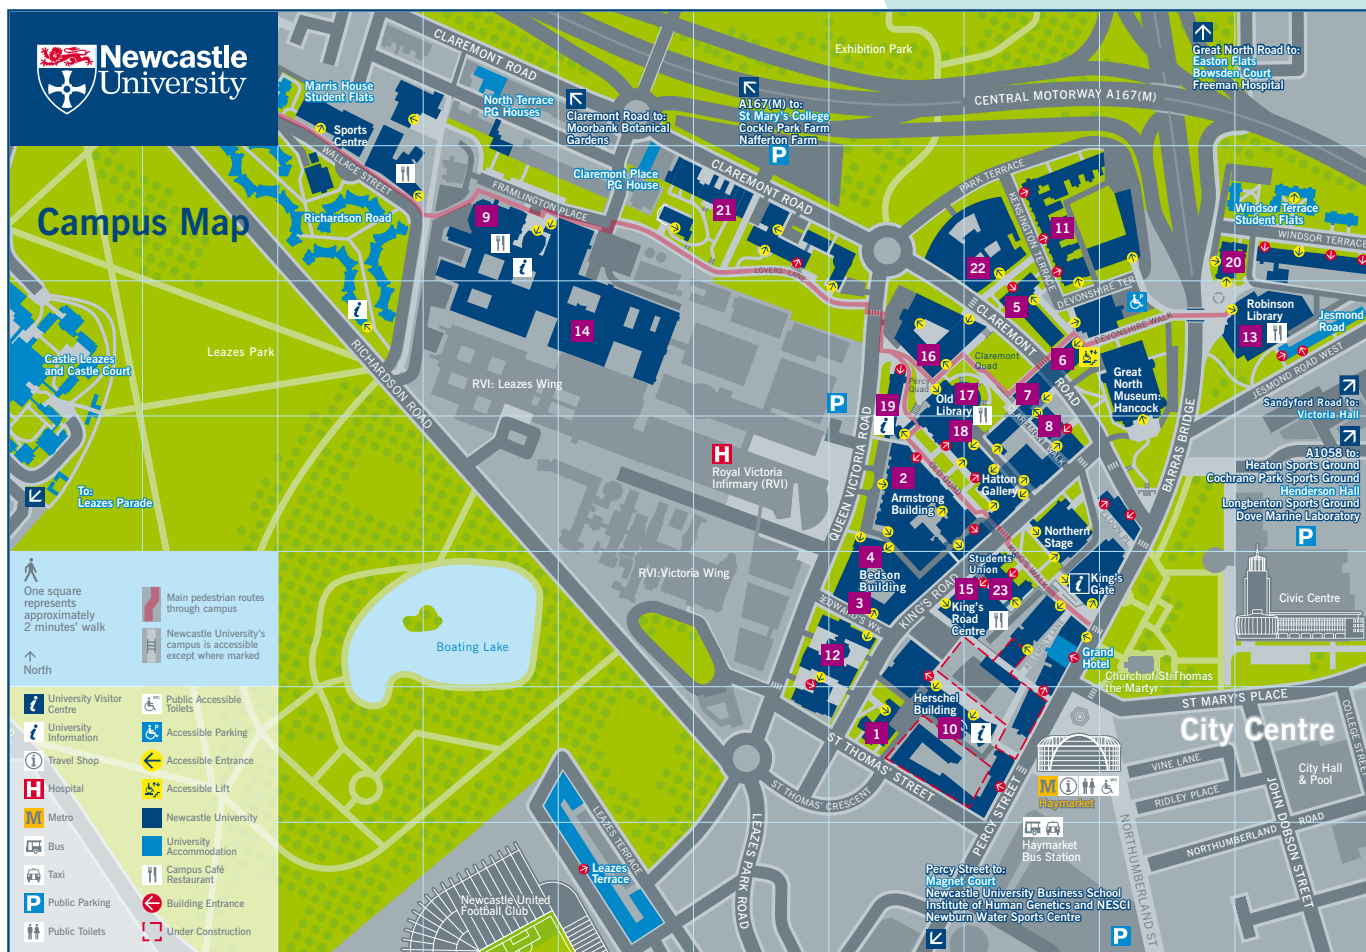 Newcastle
University
Campus Map
CLAREMONT ROAD
Exhibition Park
Great North Road to:
Easton Flats
Bowsden Court
Freeman Hospital
CENTRAL MOTORWAY A167(M)
Marris House
Student Flats
North Terrace
PG Houses
Claremont Road to:
Moorbank Botanical
Gardens
A167(M) to:
St Mary's College
Cockle Park Farm
Nafferton Farm
P
Sports
Centre
WALLACE STREET
FRAMLINGTON PLACE
Claremont Place
PG House
CLAREMONT ROAD
PARK TERRACE
KENSINGTON TERRACE
Windsor Terrace
Student Flats
WINDSOR TERRACE
Richardson Road
9
21
11
22
20
LOVERS' LANE
DEVONSHIRE TER
5
DEVONSHIRE WALK
Robinson
Library
13
Jesmond
Road
JESMOND ROAD WEST
14
CLAREMONT
ROAD
Claremont
Quad
6
16
Great
North
Museum:
Hancock
Castle Leazes
and Castle Court
Leazes Park
RICHARDSON ROAD
RVI: Leazes Wing
Percy
Quad
Old
Library
17
7
19
18
8
CLAREMONT WALK
BARRAS BRIDGE
Sandyford Road to:
Victoria Hall
A1058 to:
Heaton Sports Ground
Cochrane Park Sports Ground
Henderson Hall
Longbenton Sports Ground
Dove Marine Laboratory
P
P
H
Royal Victoria
Infirmary (RVI)
QUEEN VICTORIA ROAD
2
Armstrong
Building
OLD QUAD
Hatton
Gallery
To:
Leazes Parade
Northern
Stage
RVI:Victoria Wing
4
Bedson
Building
3
Students'
Union
KING'S WALK
KING'S ROAD
15
23
King's
Road
Centre
King's
Gate
Civic Centre
Boating Lake
12
Grand
Hotel
Church of St Thomas
the Martyr
ST MARY'S PLACE
COLLEGE STREET
City Centre
Herschel
Building
10
1
ST THOMAS' STREET
ST THOMAS' CRESCENT
PERCY STREET
M
Haymarket
Haymarket
Bus Station
VINE LANE
RIDLEY PLACE
NORTHUMBERLAND ROAD
JOHN DOBSON STREET
City Hall
& Pool
NORTHUMBERLAND ST
LEAZES TERRACE
Leazes
Terrace
LEAZES PARK ROAD
Newcastle United
Football Club
Percy Street to:
Magnet Court
Newcastle University Business School
Institute of Human Genetics and NESCI
Newburn Water Sports Centre
P
One square
represents
approximately
2 minutes' walk
North
Main pedestrian routes
through campus
Newcastle University's
campus is accessible
except where marked
University Visitor
Centre
University
Information
Travel Shop
H Hospital
M Metro
Bus
Taxi
P Public Parking
Public Toilets
Public Accessible
Toilets
Accessible Parking
Accessible Entrance
Accessible Lift
Newcastle University
University
Accommodation
Campus Café
Restaurant
Building Entrance
Under Construction